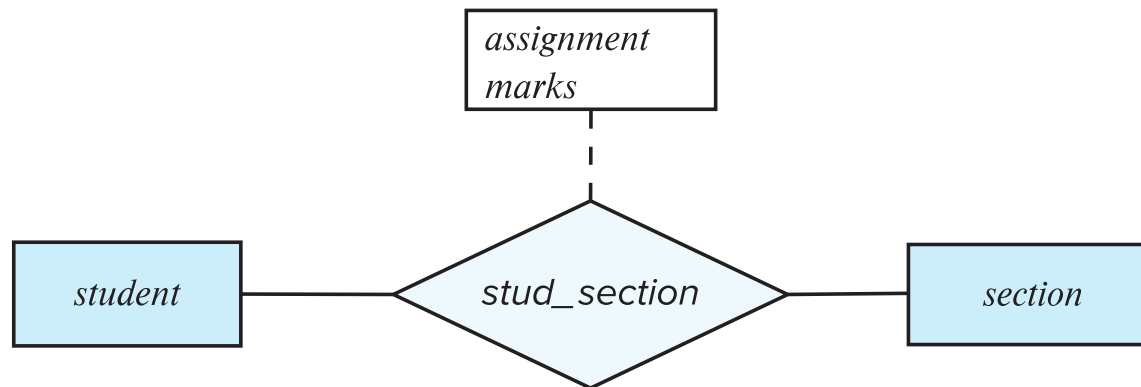 assignment
marks
student
stud_section
section